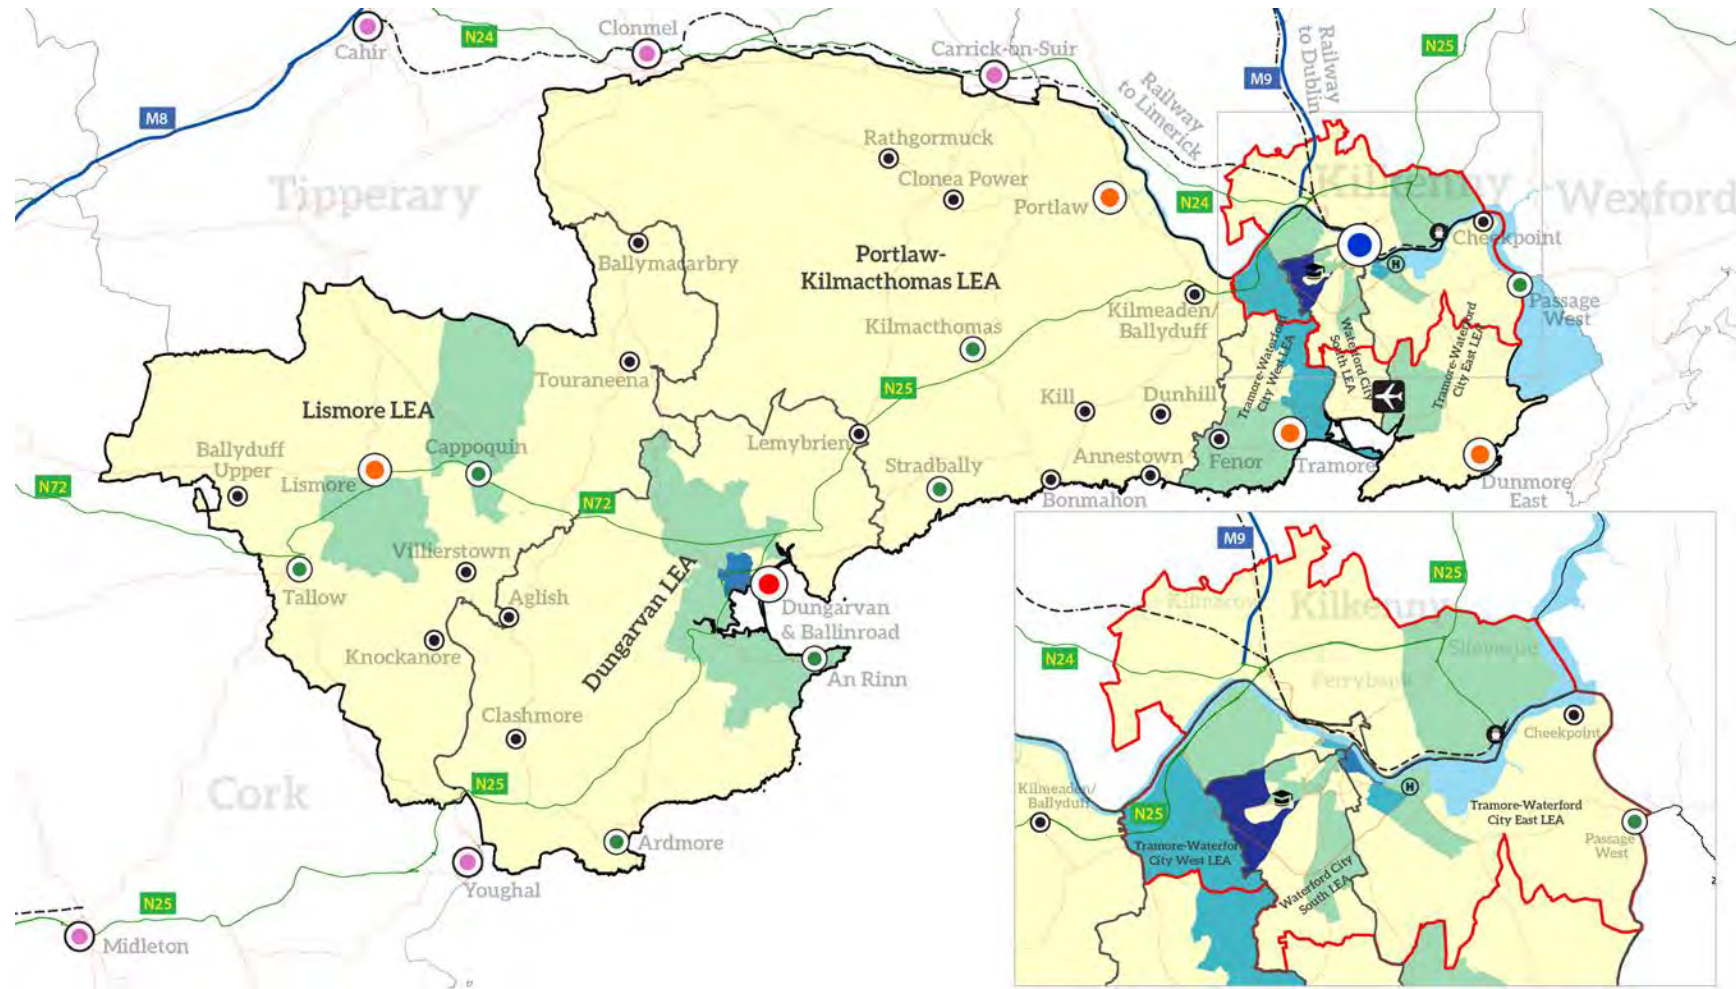 Cahir
N24
Clonmel
Carrick-on-Suir
M9
Railway
to Dublin
N25
M8
Railway
to Limerick
Tipperary
Rathgormuck
Clonea Power
Portlaw
N24
Kilkenny
Wexford
Cheekpoint
Ballymacarbry
Portlaw-
Kilmacthomas LEA
Kilmeaden/
Ballyduff
Passage
West
Kilmacthomas
Touraneena
N25
Tramore-Waterford
City West LEA
Waterford City
South LEA
Tramore-Waterford
City East LEA
Lismore LEA
Kill
Dunhill
Ballyduff
Upper
Cappoquin
Lemybrien
Lismore
Stradbally
Annestown
Fenor
Tramore
Bonmahon
Dunmore
East
N72
N72
Villierstown
Tallow
Aglish
Dungarvan LEA
Dungarvan
& Ballinroad
Knockanore
An Rinn
Clashmore
Cork
N25
Ardmore
Youghal
N25
Midleton
M9
N25
Kilkenny
N24
Ferrybank
Cheekpoint
Kilmeaden/
Ballyduff
N25
H
H
Tramore-Waterford
City East LEA
Tramore-Waterford
City West LEA
Passage
West
Waterford City
South LEA